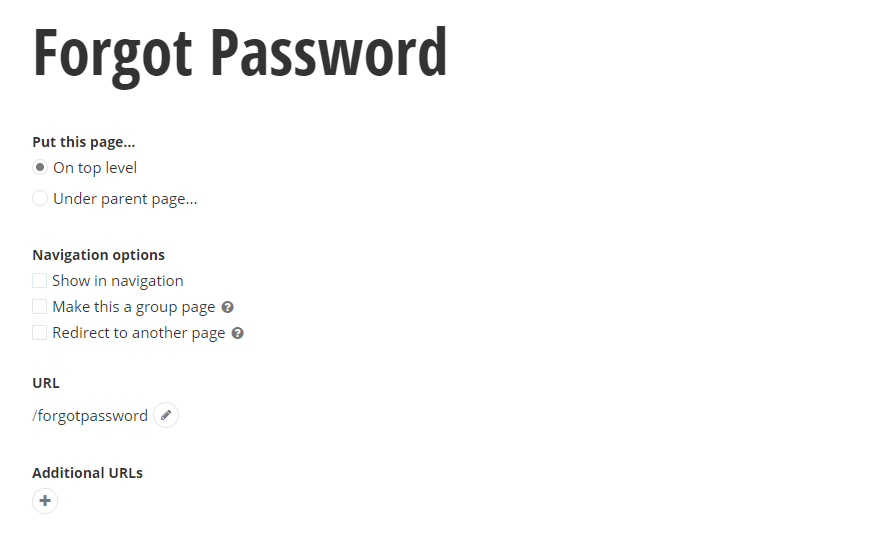 Forgot Password
Put this page...
On top level
Under parent page...
Navigation options
Show in navigation
Make this a group page
Redirect to another page
URL
/forgotpassword
Additional URLs